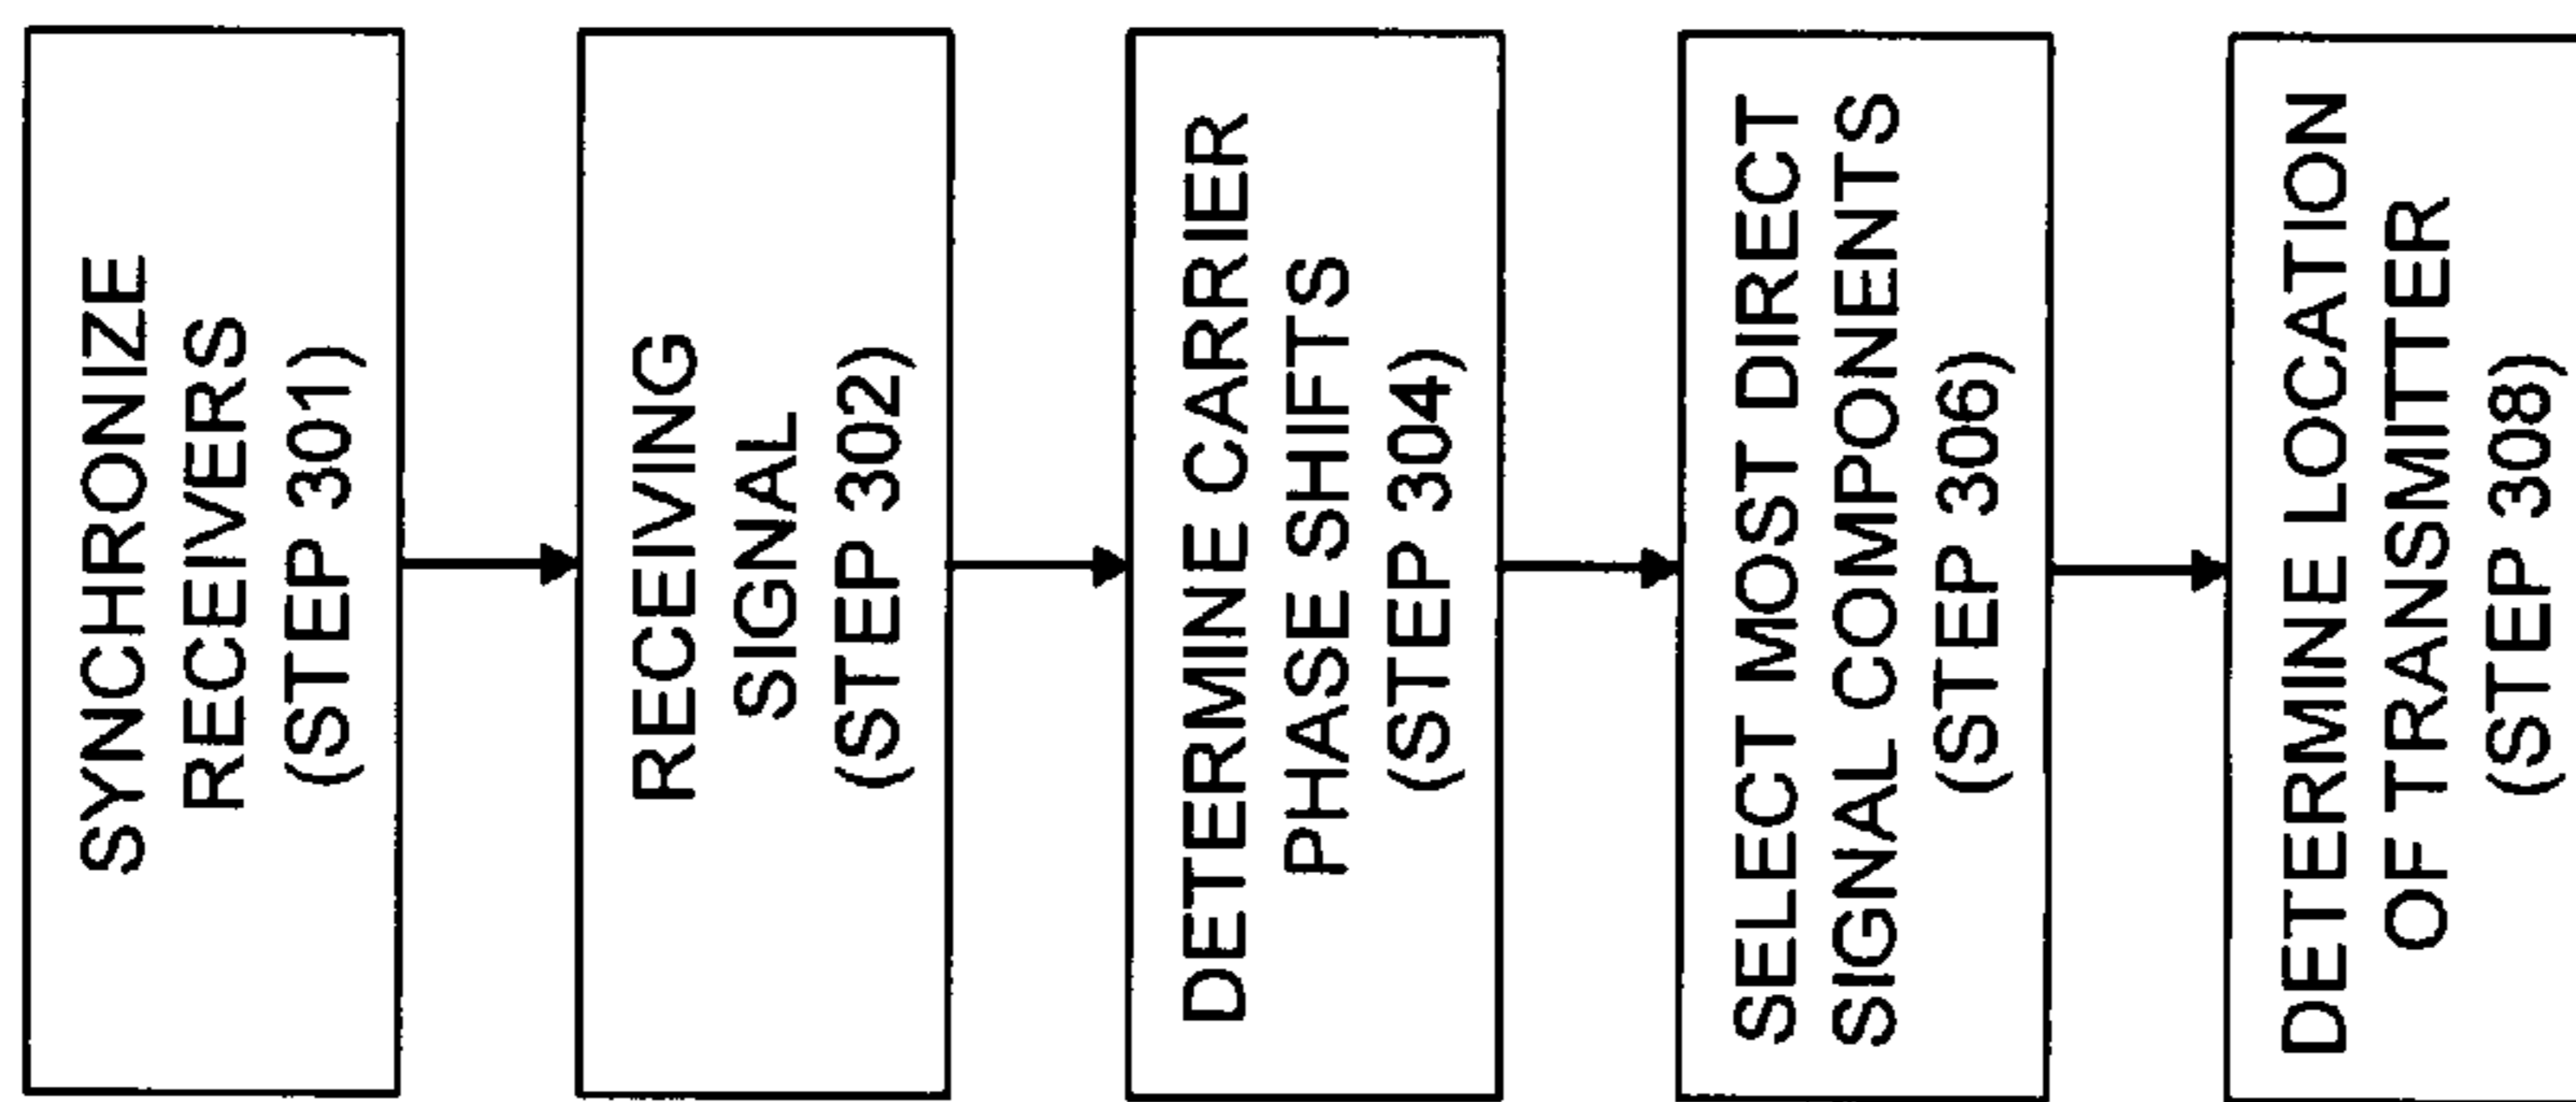 SYNCHRONIZE
RECEIVERS
(STEP 301)
RECEIVING
SIGNAL
(STEP 302)
DETERMINE CARRIER
PHASE SHIFTS
(STEP 304)
SELECT MOST DIRECT
SIGNAL COMPONENTS
(STEP 306)
DETERMINE LOCATION
OF TRANSMITTER
(STEP 308)